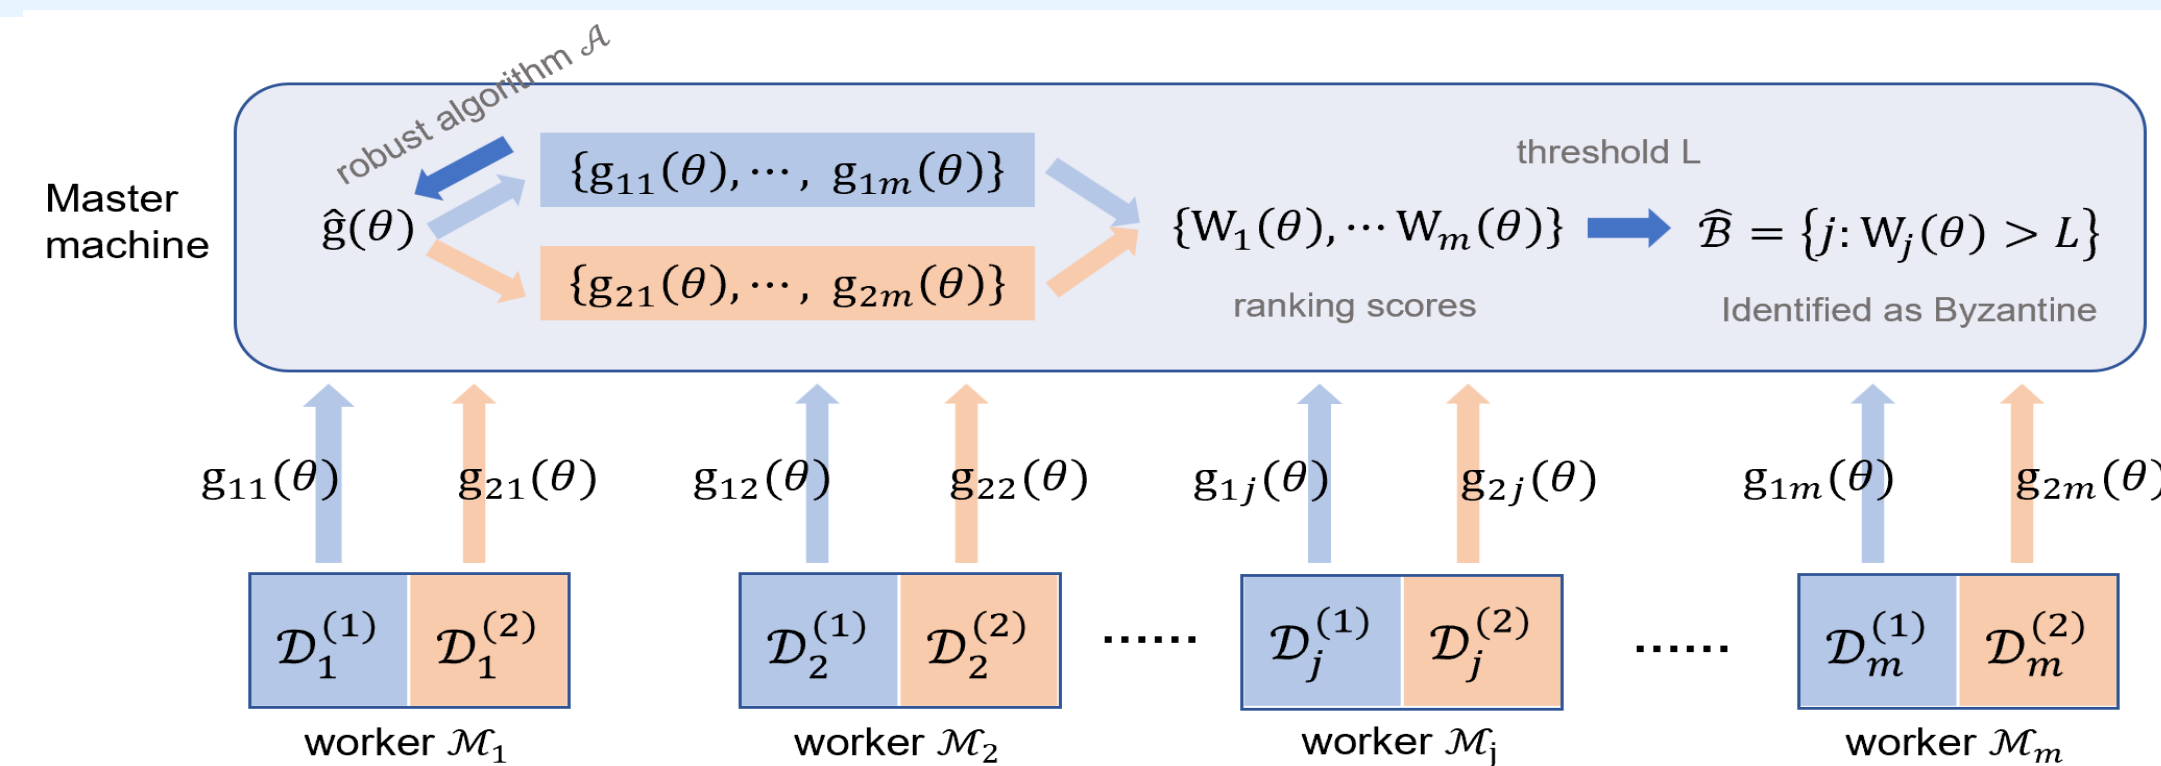 robust algorithm 𝒜
Master
machine
{g₁₁(θ),⋯, g₁ₘ(θ)}
{g₂₁(θ),⋯, g₂ₘ(θ)}
ĝ(θ)
{W₁(θ),⋯Wₘ(θ)}
ranking scores
threshold L
ℬ̂ = {j: Wⱼ(θ) > L}
Identified as Byzantine
g₁₁(θ) g₂₁(θ) g₁₂(θ) g₂₂(θ) g₁ⱼ(θ) g₂ⱼ(θ) g₁ₘ(θ) g₂ₘ(θ)
𝒟₁⁽¹⁾ 𝒟₁⁽²⁾ 𝒟₂⁽¹⁾ 𝒟₂⁽²⁾ ...... 𝒟ⱼ⁽¹⁾ 𝒟ⱼ⁽²⁾ ...... 𝒟ₘ⁽¹⁾ 𝒟ₘ⁽²⁾
worker ℳ₁ worker ℳ₂ worker ℳⱼ worker ℳₘ